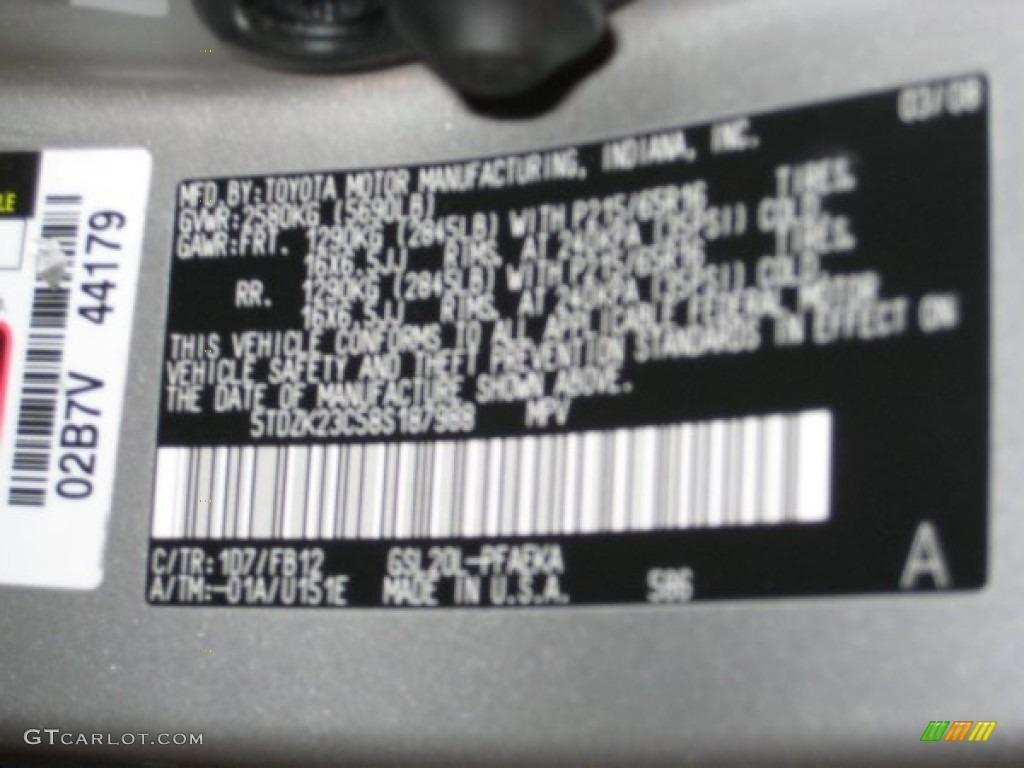 03/08
MFD BY: TOYOTA MOTOR MANUFACTURING, INDIANA, INC.
GVWR: 2580KG (5690LB)
GAWR: FRT. 1290KG (2845LB) WITH P215/65R16 TIRES.
16X6.5JJ RIMS. AT 240KPA (35PSI) COLD
RR. 1290KG (2845LB) WITH P215/65R16 TIRES.
16X6.5JJ RIMS. AT 240KPA (35PSI) COLD
THIS VEHICLE CONFORMS TO ALL APPLICABLE FEDERAL MOTOR
VEHICLE SAFETY AND THEFT PREVENTION STANDARDS IN EFFECT ON
THE DATE OF MANUFACTURE SHOWN ABOVE.
5TDZK23C58S187988 MPV
C/TR: 1D7/FB12 GSL20L-PFAEKA
A/TM:-01A/U151E MADE IN U.S.A. 586
A
02B7V 44179
GTCARLOT.COM